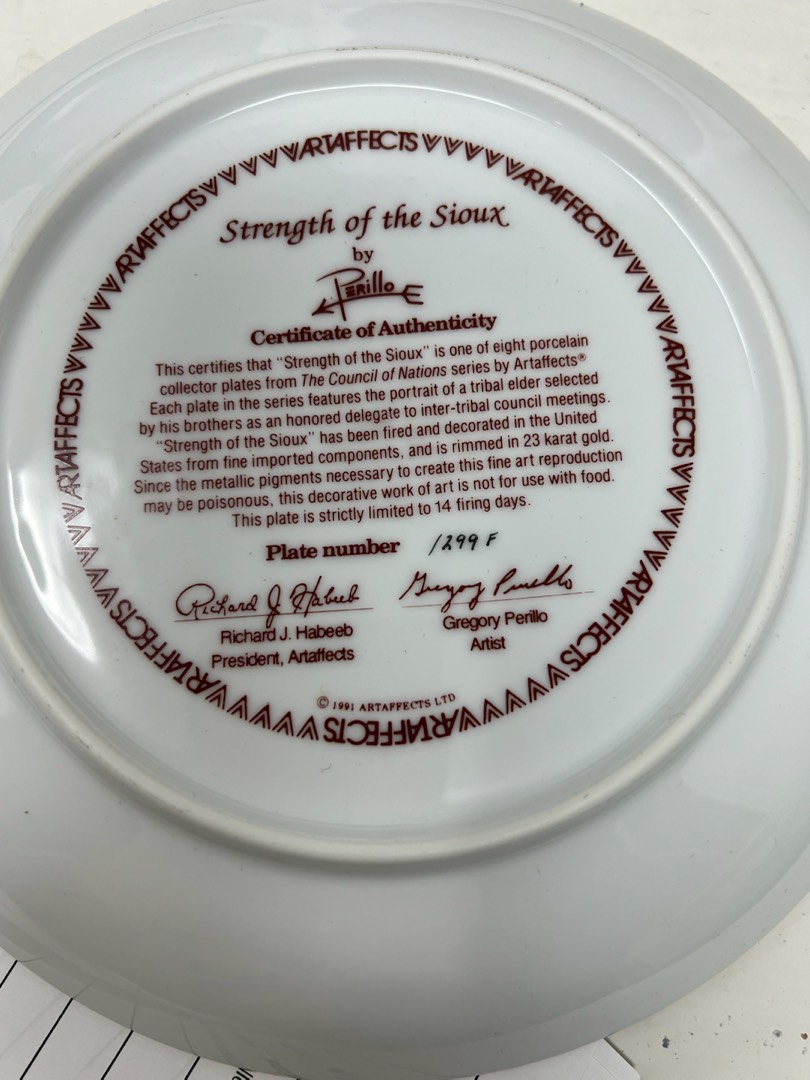 Strength of the Sioux
by
Perillo
Certificate of Authenticity
This certifies that "Strength of the Sioux" is one of eight porcelain
collector plates from The Council of Nations series by Artaffects®
Each plate in the series features the portrait of a tribal elder selected
by his brothers as an honored delegate to inter-tribal council meetings.
"Strength of the Sioux" has been fired and decorated in the United
States from fine imported components, and is rimmed in 23 karat gold.
Since the metallic pigments necessary to create this fine art reproduction
may be poisonous, this decorative work of art is not for use with food.
This plate is strictly limited to 14 firing days.
Plate number 1299 F
Richard J. Habeeb Gregory Perillo
Richard J. Habeeb Gregory Perillo
President, Artaffects Artist
© 1991 ARTAFFECTS LTD
ARTAFFECTS
ARTAFFECTS
ARTAFFECTS
ARTAFFECTS
ARTAFFECTS
ARTAFFECTS
ARTAFFECTS
ARTAFFECTS